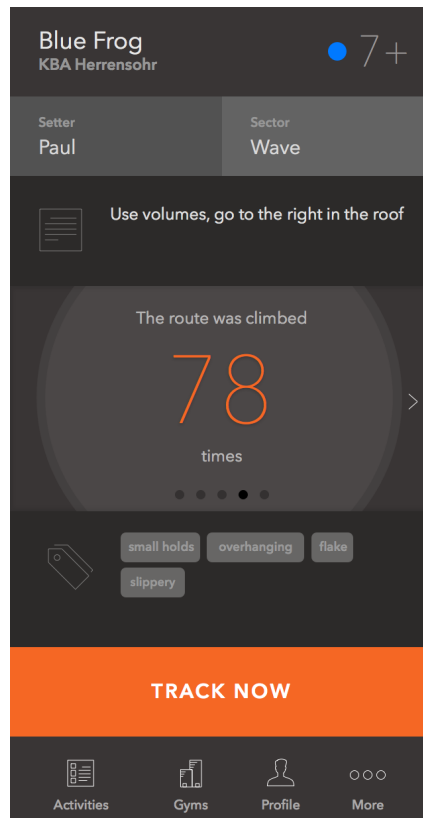 Blue Frog
KBA Herrensohr
7+
Setter
Paul
Sector
Wave
Use volumes, go to the right in the roof
The route was climbed
78
times
small holds overhanging flake
slippery
TRACK NOW
Activities Gyms Profile More